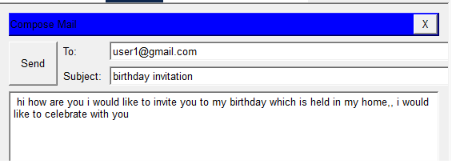 Compose Mail
X
Send
To:
user1@gmail.com
Subject:
birthday invitation
hi how are you i would like to invite you to my birthday which is held in my home,, i would
like to celebrate with you